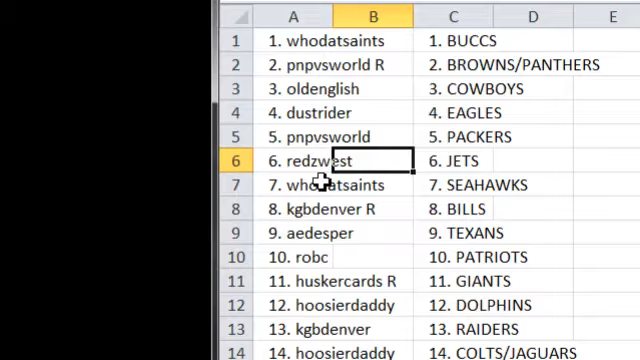 A B C D E
1 1. whodatsaints 1. BUCCS
2 2. pnpvsworld R 2. BROWNS/PANTHERS
3 3. oldenglish 3. COWBOYS
4 4. dustrider 4. EAGLES
5 5. pnpvsworld 5. PACKERS
6 6. redzwest 6. JETS
7 7. whodatsaints 7. SEAHAWKS
8 8. kgbdenver R 8. BILLS
9 9. aedesper 9. TEXANS
10 10. robc 10. PATRIOTS
11 11. huskercards R 11. GIANTS
12 12. hoosierdaddy 12. DOLPHINS
13 13. kgbdenver 13. RAIDERS
14 14. hoosierdaddy 14. COLTS/JAGUARS